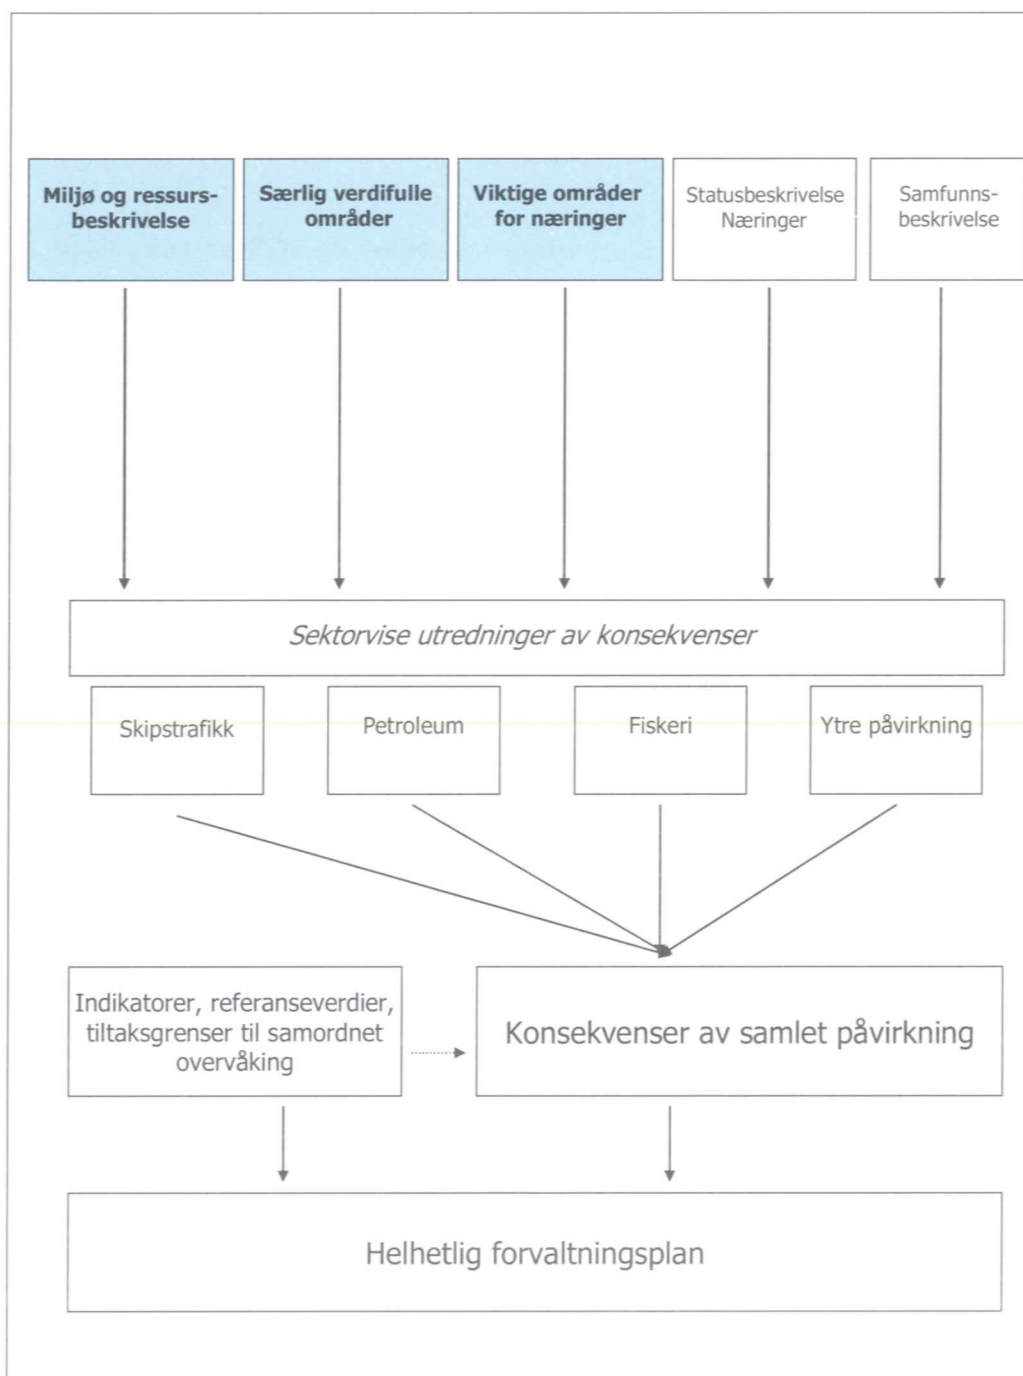 Miljø og ressurs-
beskrivelse
Særlig verdifulle
områder
Viktige områder
for næringer
Statusbeskrivelse
Næringer
Samfunns-
beskrivelse
Sektorvise utredninger av konsekvenser
Skipstrafikk
Petroleum
Fiskeri
Ytre påvirkning
Indikatorer, referanseverdier,
tiltaksgrenser til samordnet
overvåking
Konsekvenser av samlet påvirkning
Helhetlig forvaltningsplan